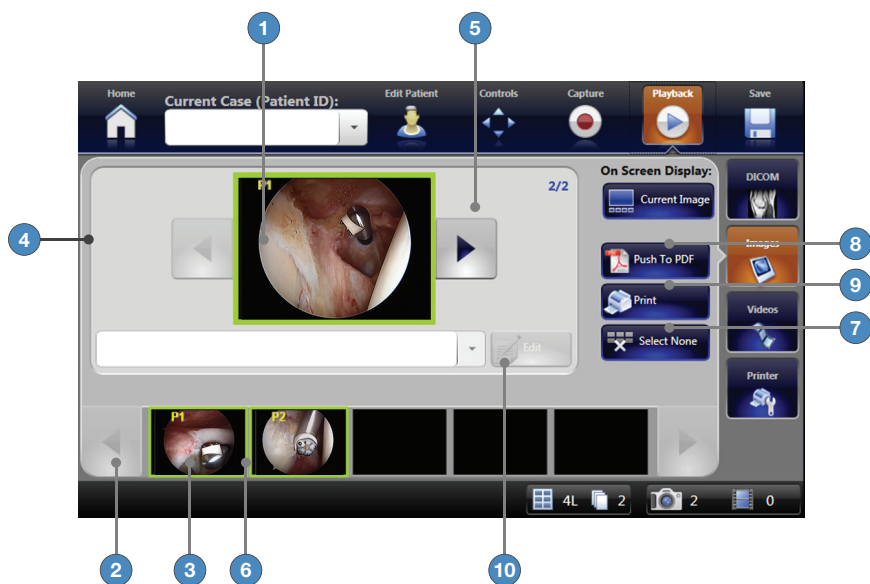 1
5
Home
Current Case (Patient ID):
Edit Patient
Controls
Capture
Playback
Save
4
P1
2/2
On Screen Display:
Current Image
DICOM
Images
8
Push To PDF
9
Print
Videos
7
Select None
Edit
Printer
P1
P2
4L
2
2
0
2
3
6
10